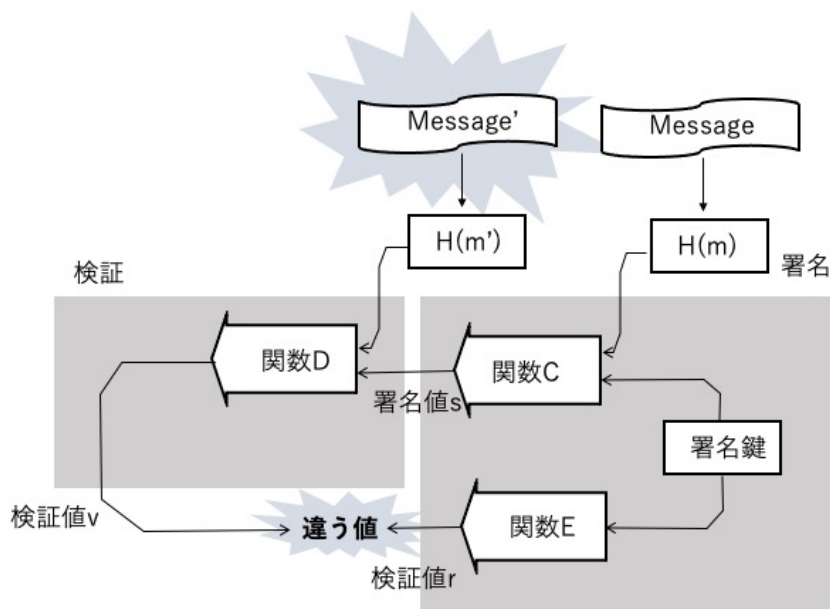 Message’
Message
H(m’)
H(m)
検証
署名
関数D
関数C
署名値s
署名鍵
検証値v
違う値
関数E
検証値r